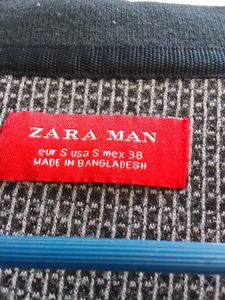 ZARA MAN
eur S usa S mex 38
MADE IN BANGLADESH